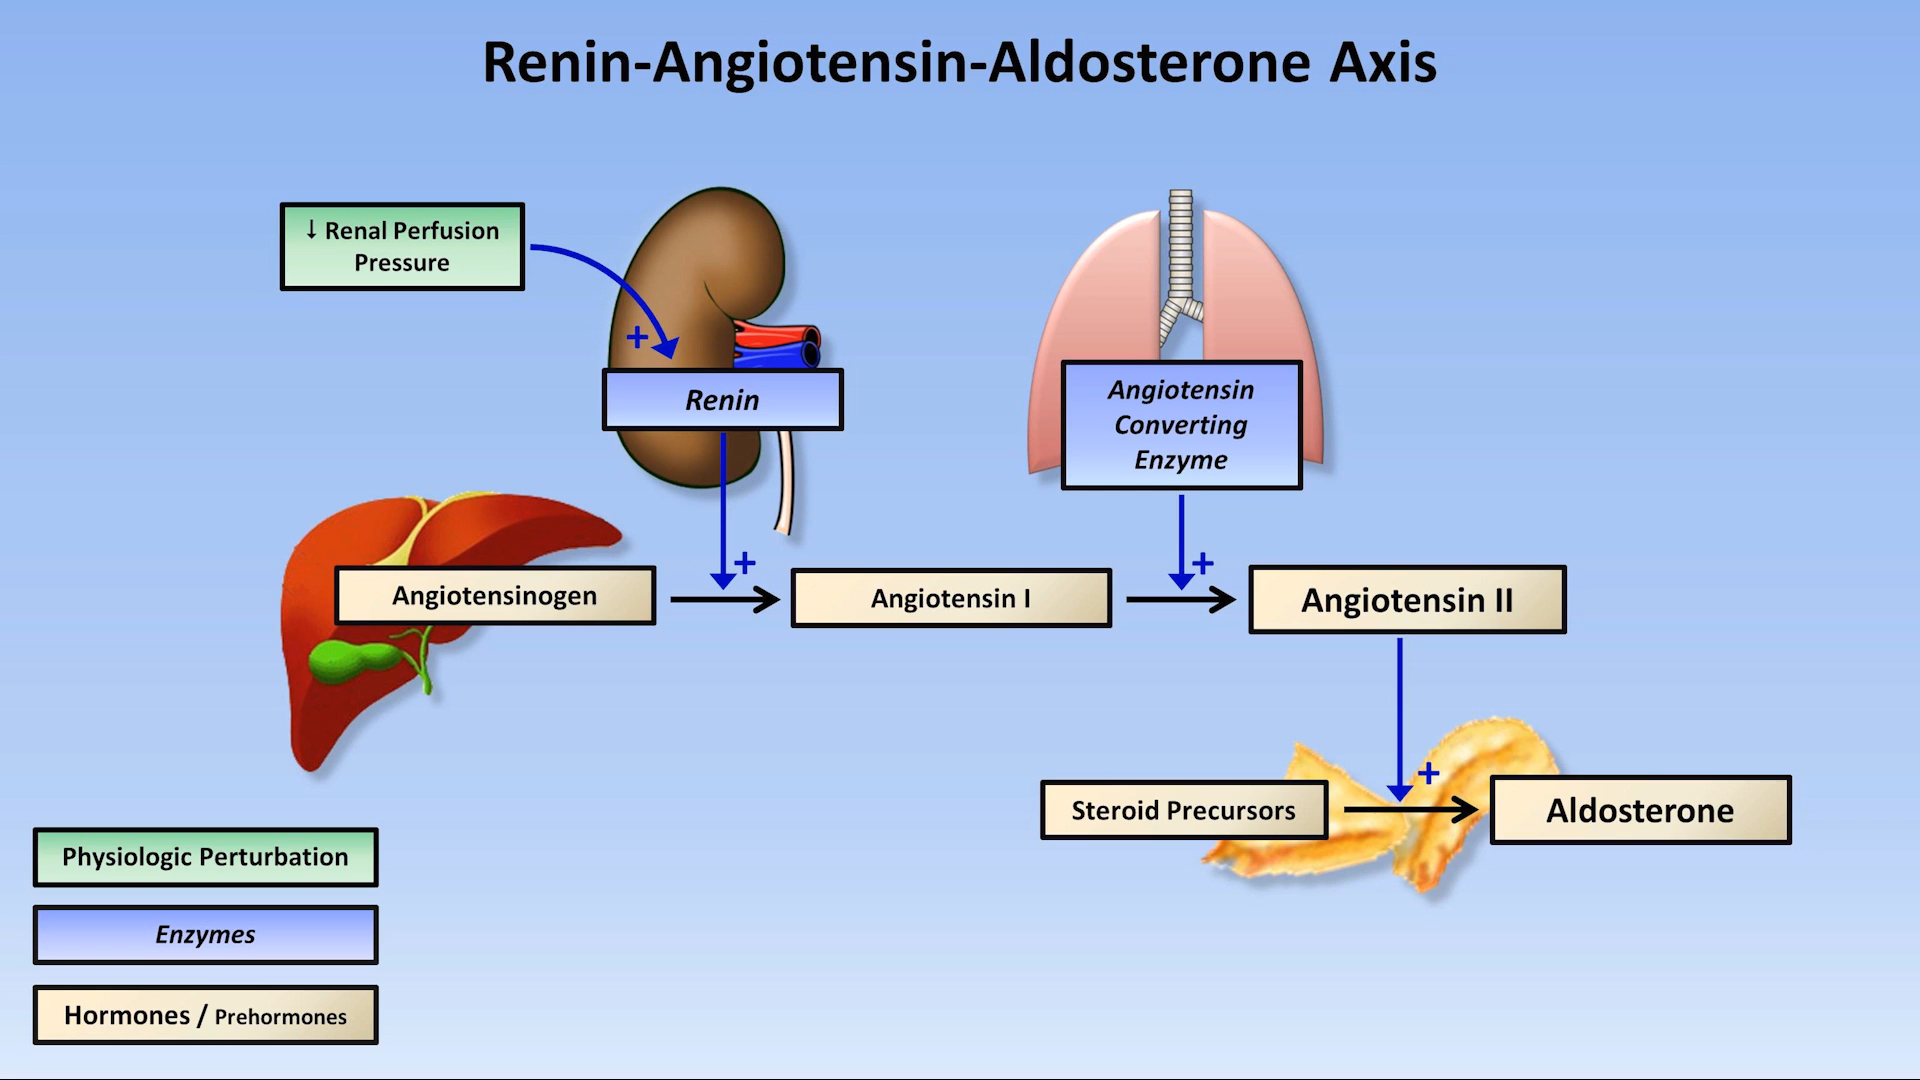 Renin-Angiotensin-Aldosterone Axis
↓ Renal Perfusion
Pressure
+
Renin
Angiotensin
Converting
Enzyme
+
+
Angiotensinogen
Angiotensin I
Angiotensin II
+
Steroid Precursors
Aldosterone
Physiologic Perturbation
Enzymes
Hormones / Prehormones